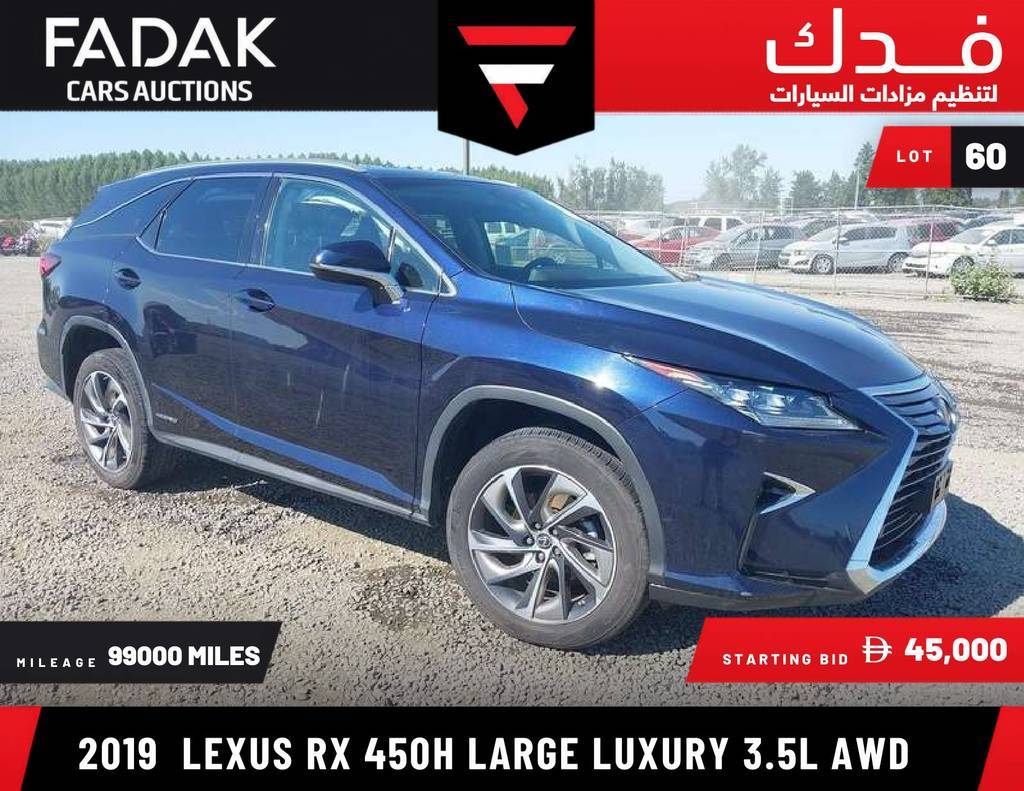 FADAK
CARS AUCTIONS
فدك
لتنظيم مزادات السيارات
LOT 60
MILEAGE 99000 MILES
STARTING BID 45,000
2019 LEXUS RX 450H LARGE LUXURY 3.5L AWD